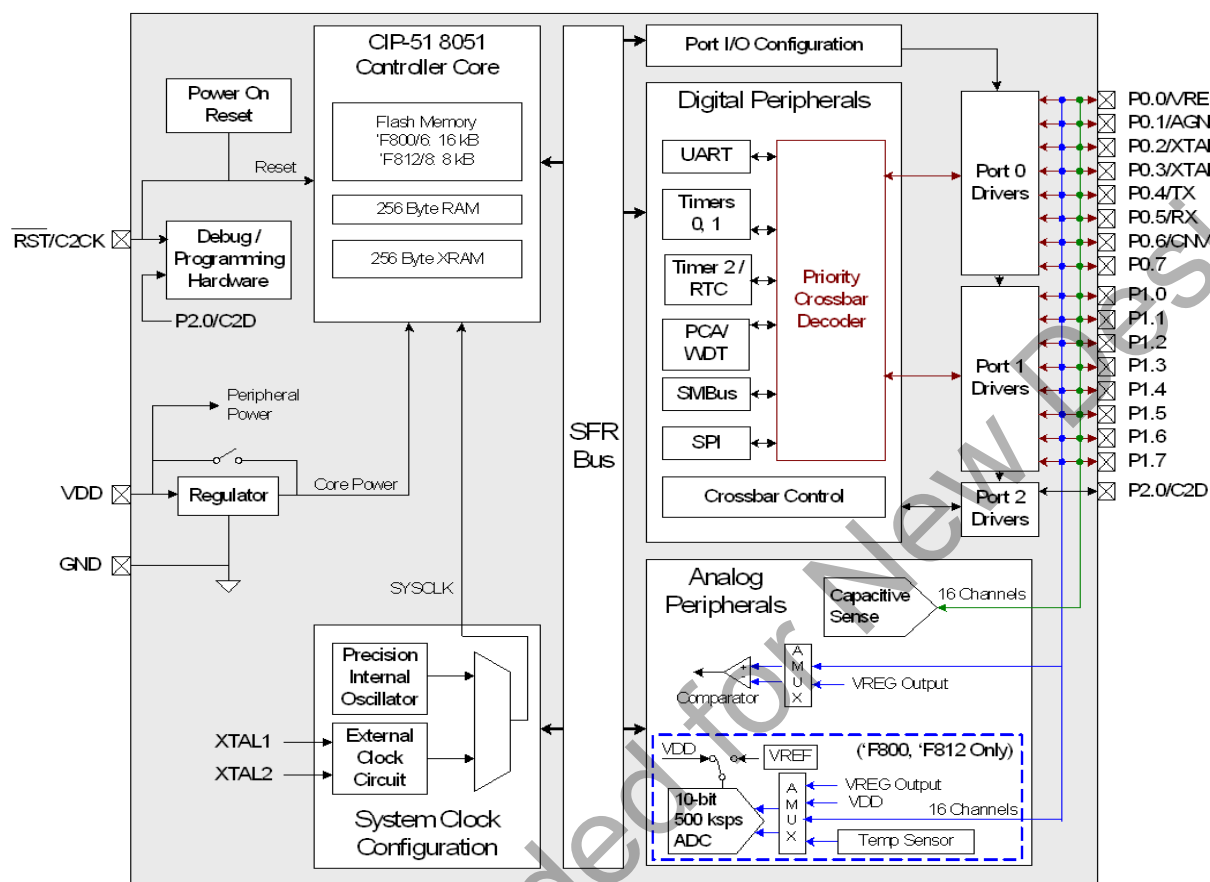 CIP-51 8051
Controller Core
Flash Memory
'F800/6: 16 kB
'F812/8: 8 kB
256 Byte RAM
256 Byte XRAM
Power On
Reset
Reset
RST/C2CK
Debug /
Programming
Hardware
P2.0/C2D
Peripheral
Power
VDD
Regulator
Core Power
GND
SYSCLK
Precision
Internal
Oscillator
XTAL1
XTAL2
External
Clock
Circuit
System Clock
Configuration
SFR
Bus
Port I/O Configuration
Digital Peripherals
UART
Timers
0, 1
Timer 2 /
RTC
PCA/
WDT
SMBus
SPI
Priority
Crossbar
Decoder
Crossbar Control
Port 0
Drivers
Port 1
Drivers
Port 2
Drivers
P0.0/VRE
P0.1/AGN
P0.2/XTAL
P0.3/XTAL
P0.4/TX
P0.5/RX
P0.6/CNV
P0.7
P1.0
P1.1
P1.2
P1.3
P1.4
P1.5
P1.6
P1.7
P2.0/C2D
Analog
Peripherals
Capacitive
Sense
16 Channels
Comparator
+
-
AMUX
VREG Output
('F800, 'F812 Only)
VDD
VREF
10-bit
500 ksps
ADC
AMUX
VREG Output
VDD
16 Channels
Temp Sensor
ded for New Desi